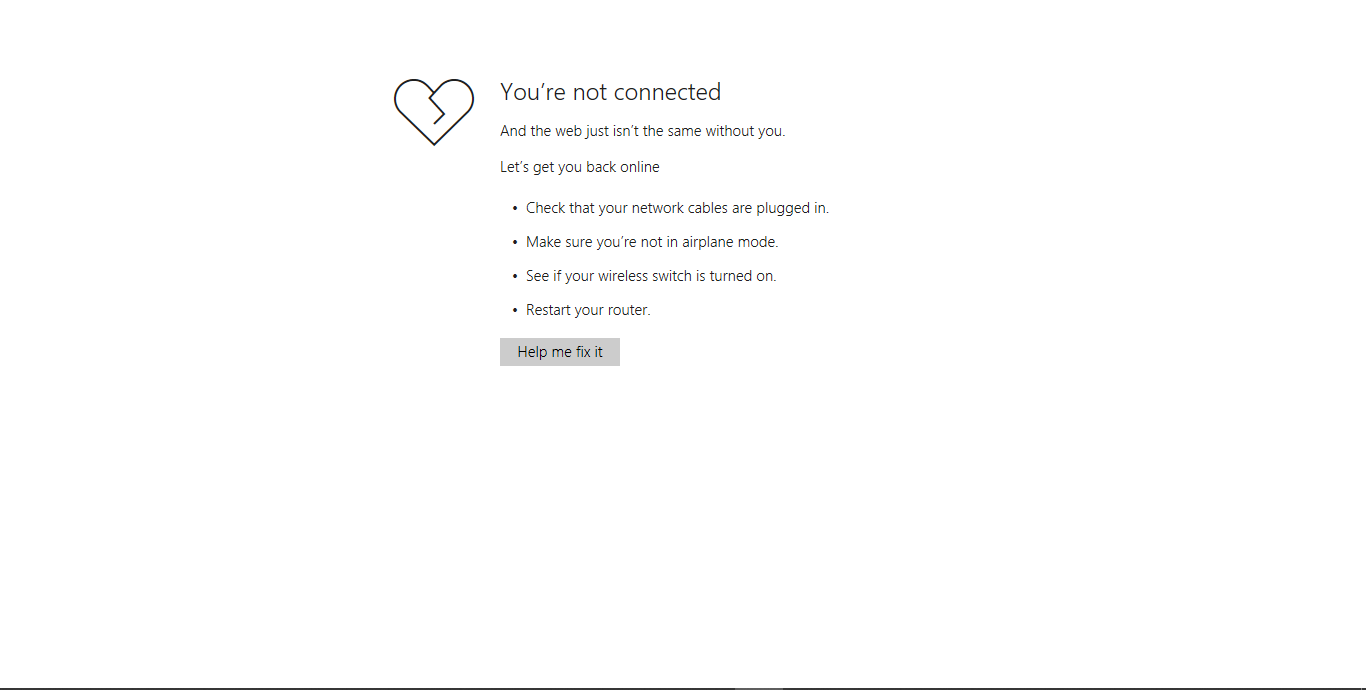 You’re not connected
And the web just isn’t the same without you.
Let’s get you back online
• Check that your network cables are plugged in.
• Make sure you’re not in airplane mode.
• See if your wireless switch is turned on.
• Restart your router.
Help me fix it